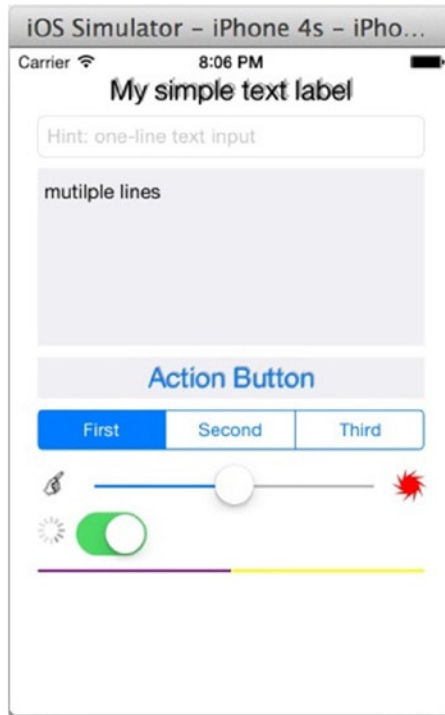 iOS Simulator – iPhone 4s – iPho...
Carrier 8:06 PM
My simple text label
Hint: one-line text input
mutilple lines
Action Button
First Second Third